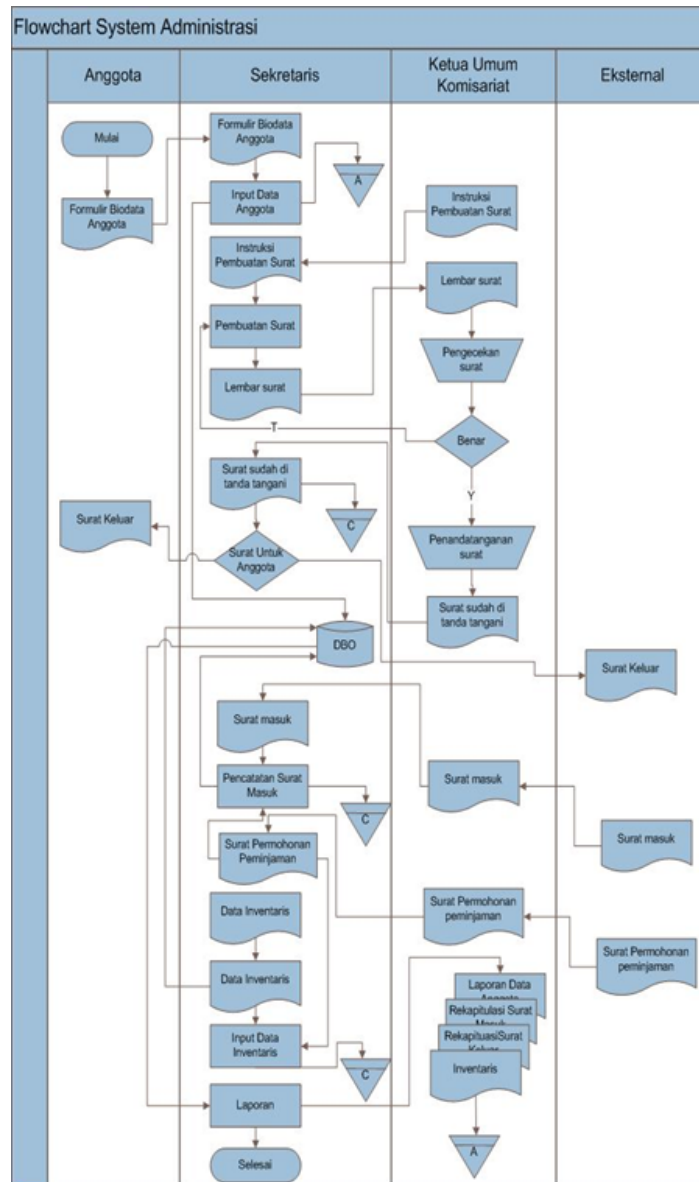 Flowchart System Administrasi
Anggota
Sekretaris
Ketua Umum
Komisariat
Eksternal
Mulai
Formulir Biodata
Anggota
Formulir Biodata
Anggota
A
Input Data
Anggota
Instruksi
Pembuatan Surat
Instruksi
Pembuatan Surat
Lembar surat
Pembuatan Surat
Pengecekan
surat
Lembar surat
T
Benar
Surat sudah di
tanda tangani
Y
Surat Keluar
C
Surat Untuk
Anggota
Penandatanganan
surat
Surat sudah di
tanda tangani
DBO
Surat Keluar
Surat masuk
Pencatatan Surat
Masuk
Surat masuk
C
Surat masuk
Surat Permohonan
Peminjaman
Data Inventaris
Surat Permohonan
peminjaman
Surat Permohonan
peminjaman
Data Inventaris
Laporan Data
Anggota
Rekapitulasi Surat
Masuk
RekapituasiSurat
Keluar
Input Data
Inventaris
C
Inventaris
Laporan
A
Selesai